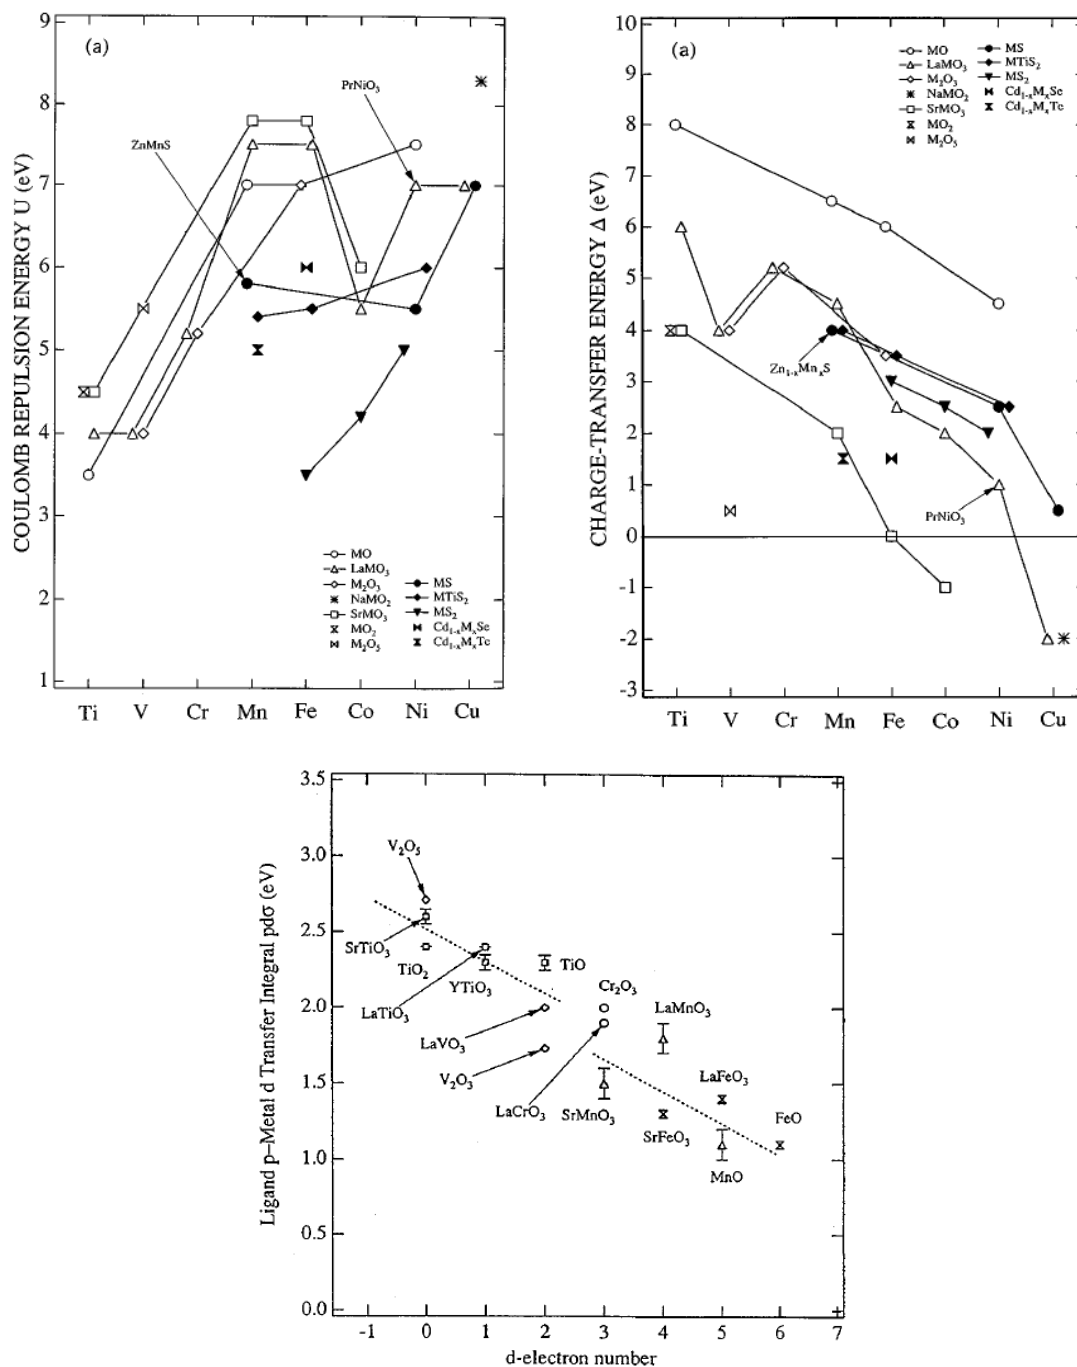 (a)
COULOMB REPULSION ENERGY U (eV)
9
8
7
6
5
4
3
2
1
PrNiO₃
ZnMnS
MO
LaMO₃
M₂O₃
NaMO₂
SrMO₃
MO₂
M₂O₅
MS
MTiS₂
MS₂
Cd₁₋ₓMₓSe
Cd₁₋ₓMₓTe
Ti V Cr Mn Fe Co Ni Cu
(a)
CHARGE-TRANSFER ENERGY Δ (eV)
10
9
8
7
6
5
4
3
2
1
0
-1
-2
-3
MO
LaMO₃
M₂O₃
NaMO₂
SrMO₃
MO₂
M₂O₅
MS
MTiS₂
MS₂
Cd₁₋ₓMₓSe
Cd₁₋ₓMₓTe
Zn₁₋ₓMnₓS
PrNiO₃
Ti V Cr Mn Fe Co Ni Cu
Ligand p–Metal d Transfer Integral pdσ (eV)
3.5
3.0
2.5
2.0
1.5
1.0
0.5
0.0
V₂O₅
SrTiO₃
TiO₂
LaTiO₃
YTiO₃
TiO
LaVO₃
V₂O₃
Cr₂O₃
LaCrO₃
LaMnO₃
SrMnO₃
SrFeO₃
LaFeO₃
MnO
FeO
-1 0 1 2 3 4 5 6 7
d-electron number